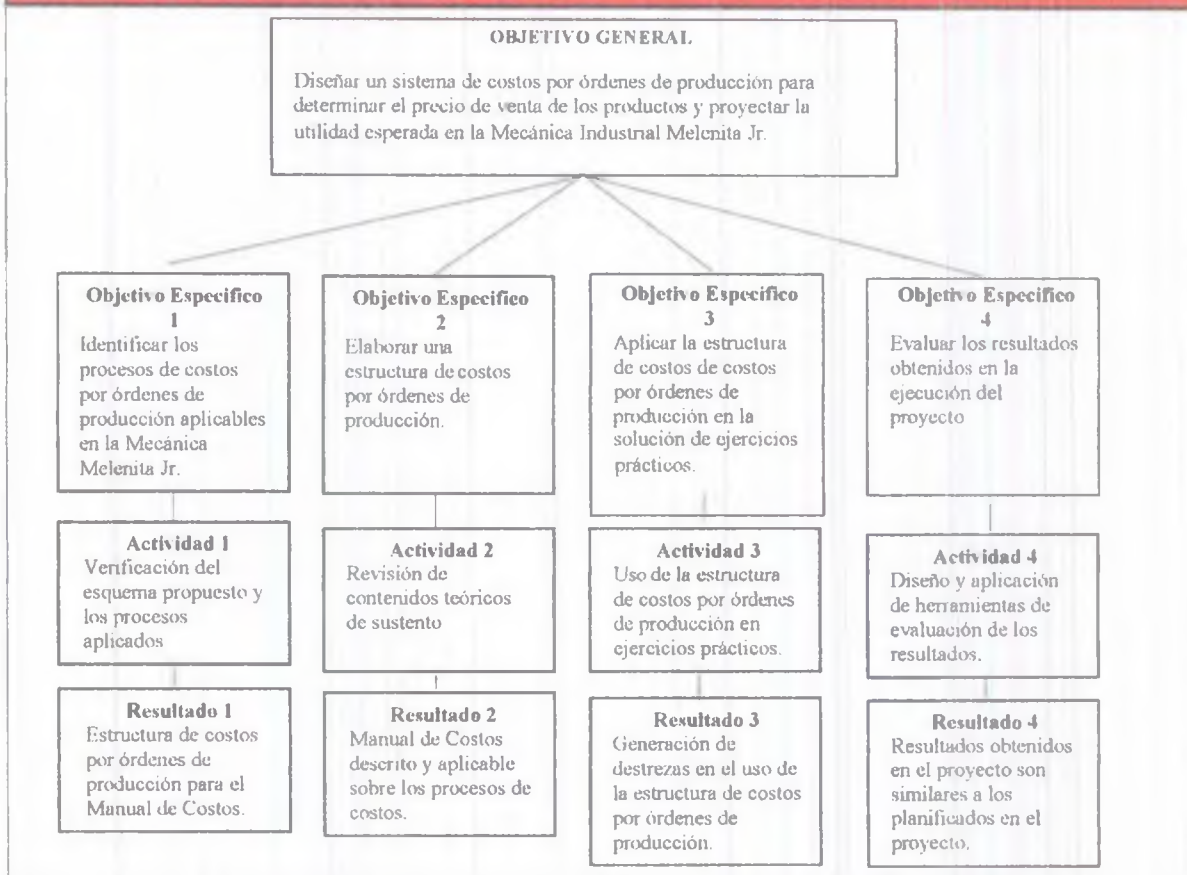 OBJETIVO GENERAL
Diseñar un sistema de costos por órdenes de producción para
determinar el precio de venta de los productos y proyectar la
utilidad esperada en la Mecánica Industrial Melenita Jr.
Objetivo Especifico
1
Identificar los
procesos de costos
por órdenes de
producción aplicables
en la Mecánica
Melenita Jr.
Objetivo Especifico
2
Elaborar una
estructura de costos
por órdenes de
producción.
Objetivo Especifico
3
Aplicar la estructura
de costos de costos
por órdenes de
producción en la
solución de ejercicios
prácticos.
Objetivo Especifico
4
Evaluar los resultados
obtenidos en la
ejecución del
proyecto
Actividad 1
Verificación del
esquema propuesto y
los procesos
aplicados
Actividad 2
Revisión de
contenidos teóricos
de sustento
Actividad 3
Uso de la estructura
de costos por órdenes
de producción en
ejercicios prácticos.
Actividad 4
Diseño y aplicación
de herramientas de
evaluación de los
resultados.
Resultado 1
Estructura de costos
por órdenes de
producción para el
Manual de Costos.
Resultado 2
Manual de Costos
descrito y aplicable
sobre los procesos de
costos.
Resultado 3
Generación de
destrezas en el uso de
la estructura de costos
por órdenes de
producción.
Resultado 4
Resultados obtenidos
en el proyecto son
similares a los
planificados en el
proyecto.